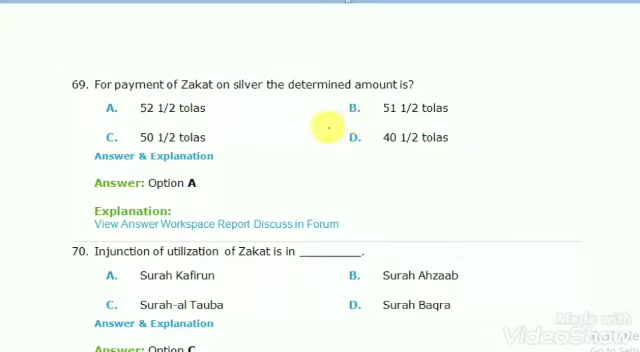 69. For payment of Zakat on silver the determined amount is?
A. 52 1/2 tolas B. 51 1/2 tolas
C. 50 1/2 tolas D. 40 1/2 tolas
Answer & Explanation
Answer: Option A
Explanation:
View Answer Workspace Report Discuss in Forum
70. Injunction of utilization of Zakat is in _________.
A. Surah Kafirun B. Surah Ahzaab
C. Surah-al Tauba D. Surah Baqra
Answer & Explanation
Answer: Option C
Made with
VideoShow